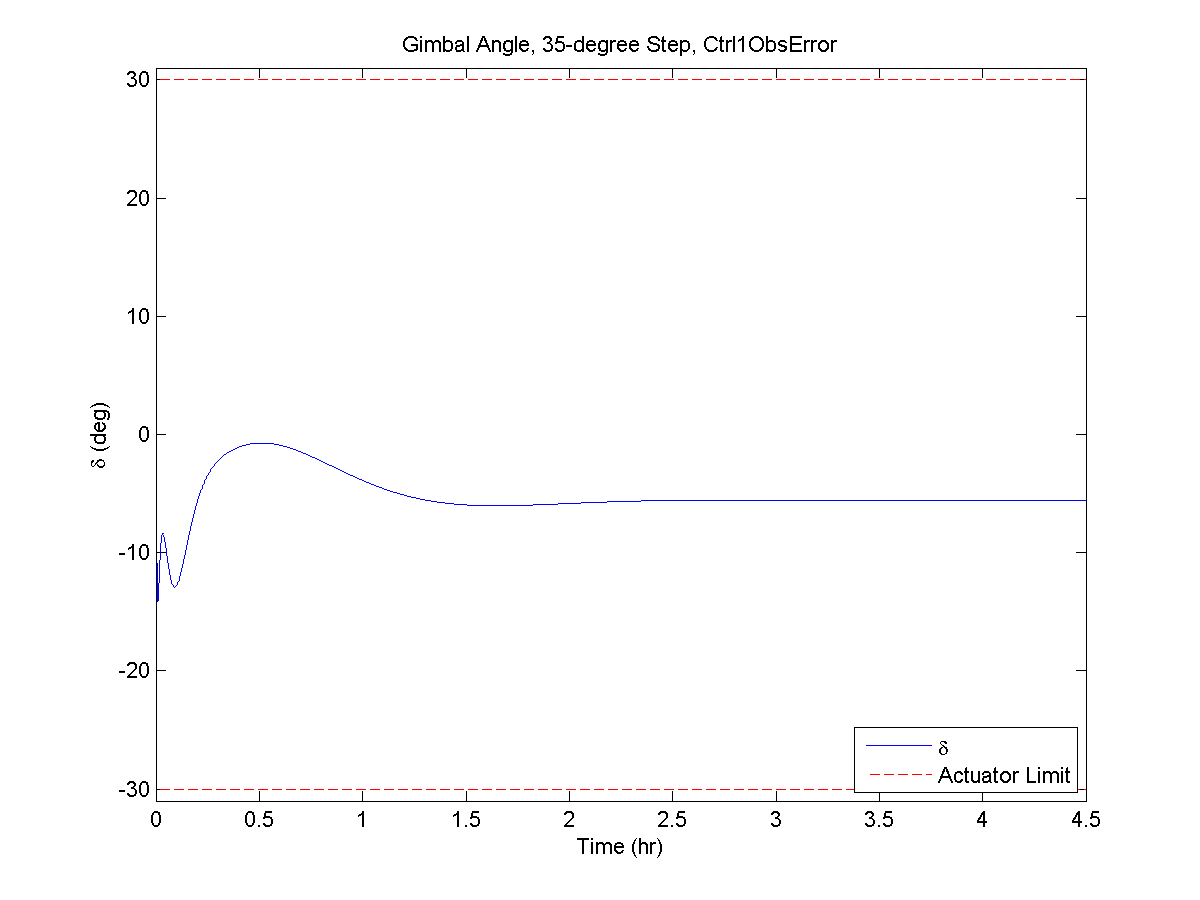 Gimbal Angle, 35-degree Step, Ctrl1ObsError
30
20
10
0
-10
-20
-30
δ (deg)
δ
Actuator Limit
0 0.5 1 1.5 2 2.5 3 3.5 4 4.5
Time (hr)